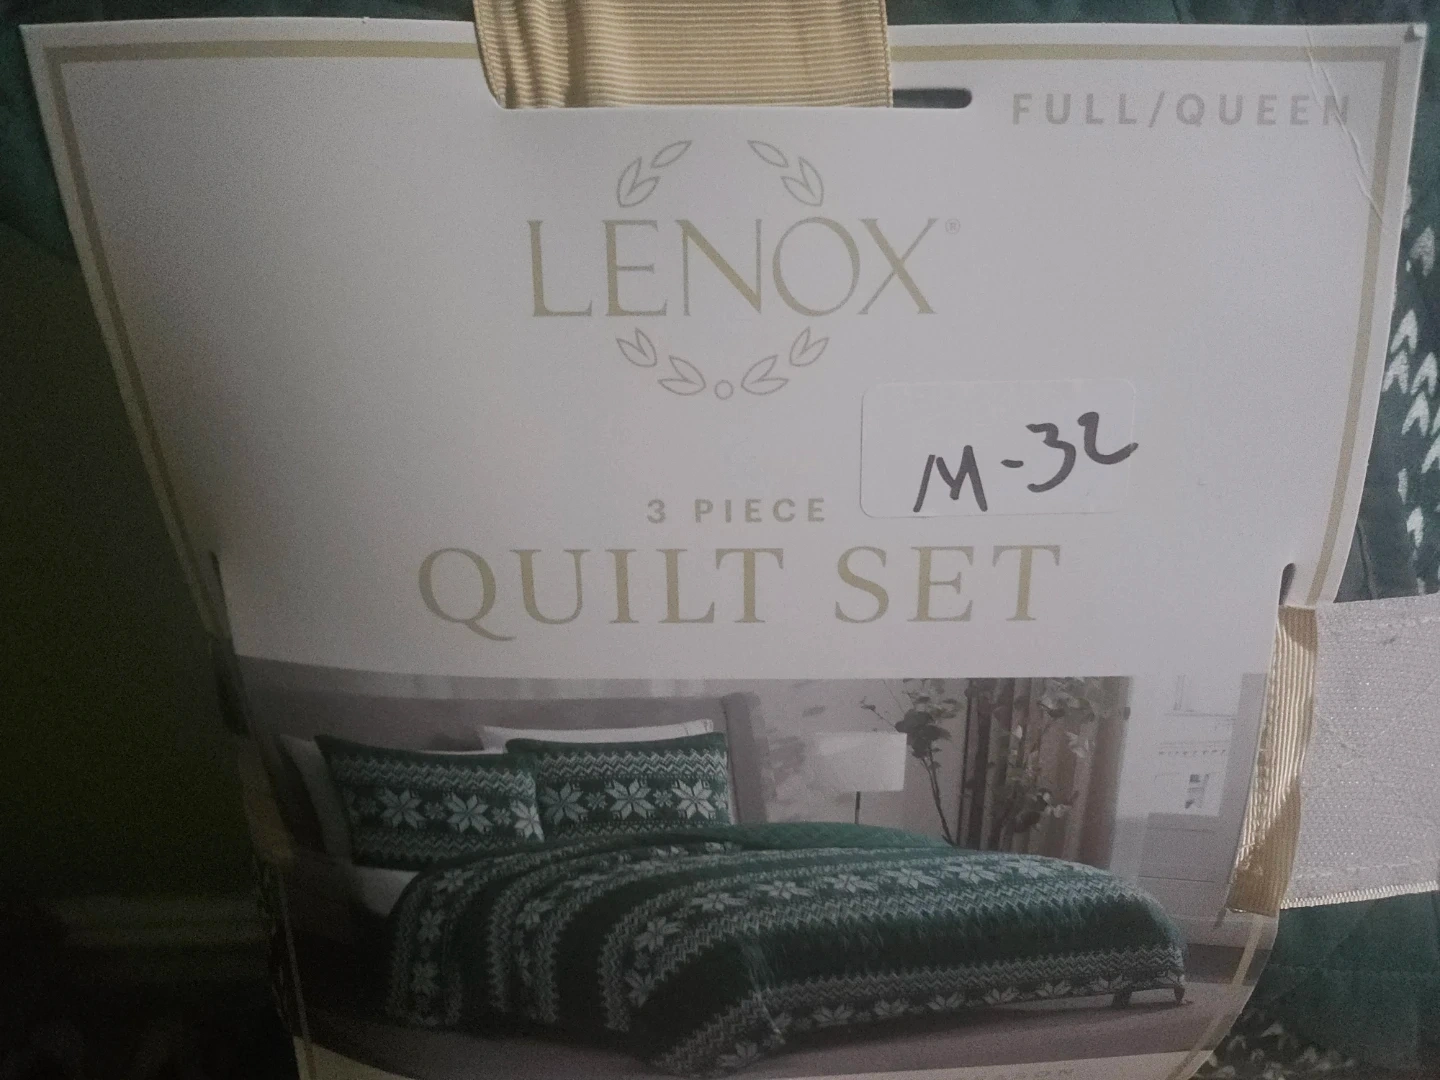 FULL/QUEEN
LENOX®
M-32
3 PIECE
QUILT SET